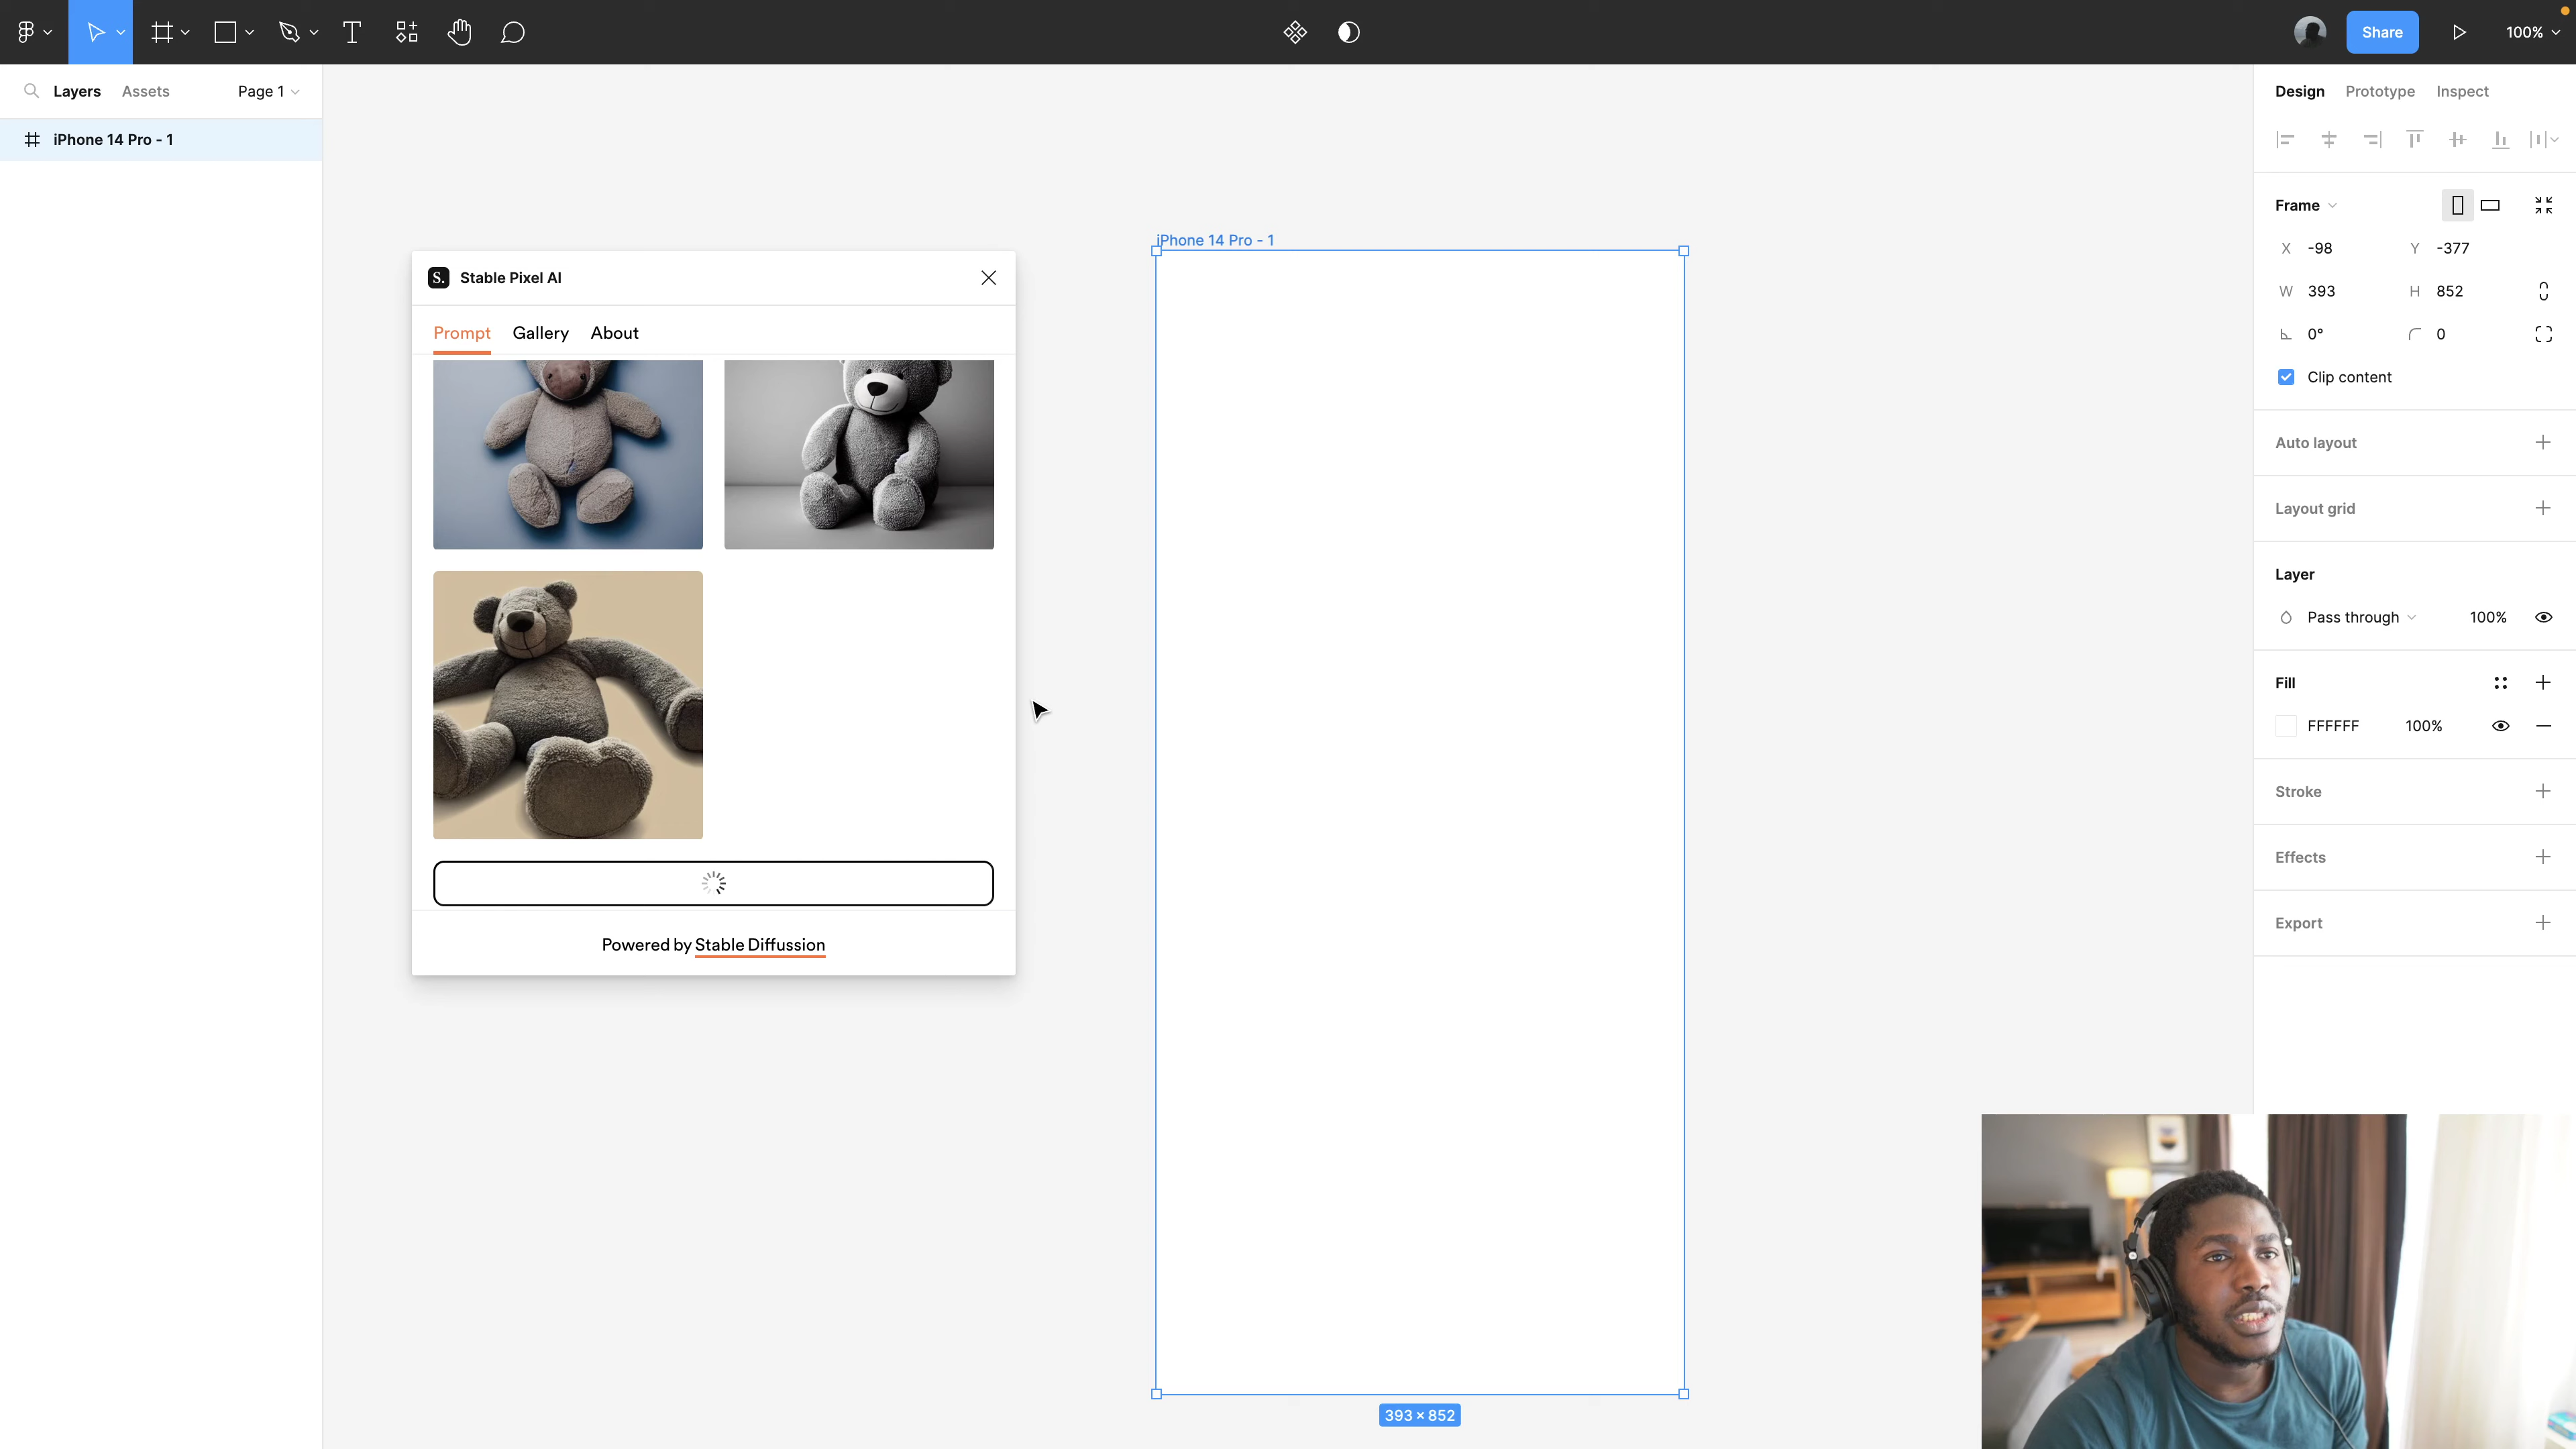 Share
100%
Layers
Assets
Page 1
iPhone 14 Pro - 1
iPhone 14 Pro - 1
S.
Stable Pixel AI
Prompt
Gallery
About
Powered by Stable Diffussion
393 × 852
Design
Prototype
Inspect
Frame
X -98
Y -377
W 393
H 852
0°
0
Clip content
Auto layout
Layout grid
Layer
Pass through
100%
Fill
FFFFFF
100%
Stroke
Effects
Export